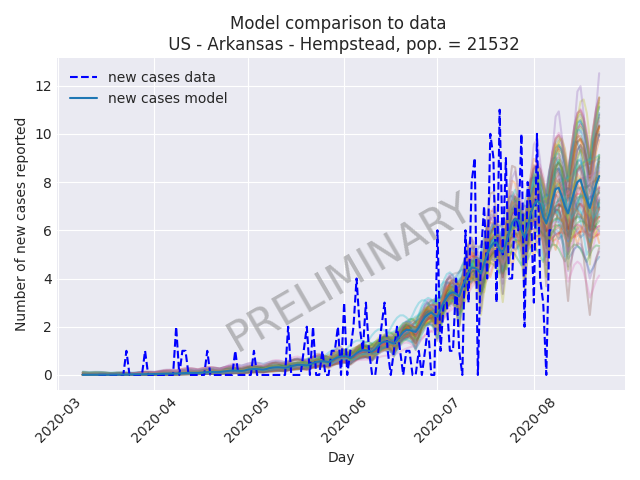 Model comparison to data
US - Arkansas - Hempstead, pop. = 21532
new cases data
new cases model
Number of new cases reported
12
10
8
6
4
2
0
PRELIMINARY
2020-03
2020-04
2020-05
2020-06
2020-07
2020-08
Day